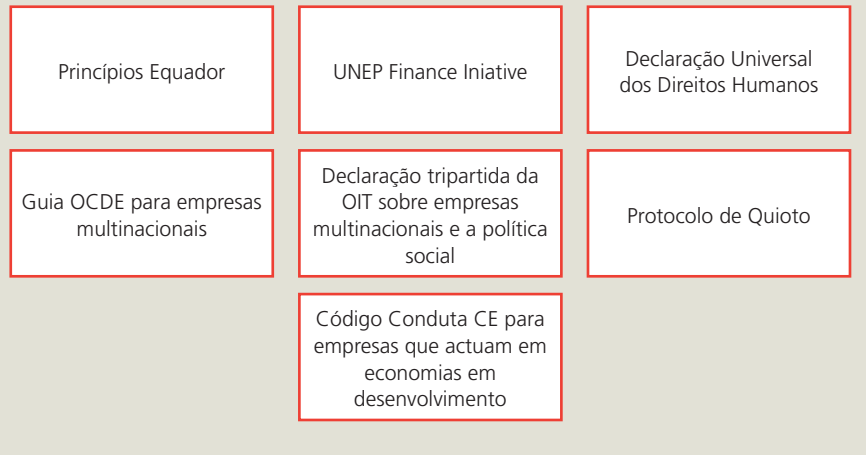 Princípios Equador
UNEP Finance Iniative
Declaração Universal
dos Direitos Humanos
Guia OCDE para empresas
multinacionais
Declaração tripartida da
OIT sobre empresas
multinacionais e a política
social
Protocolo de Quioto
Código Conduta CE para
empresas que actuam em
economias em
desenvolvimento